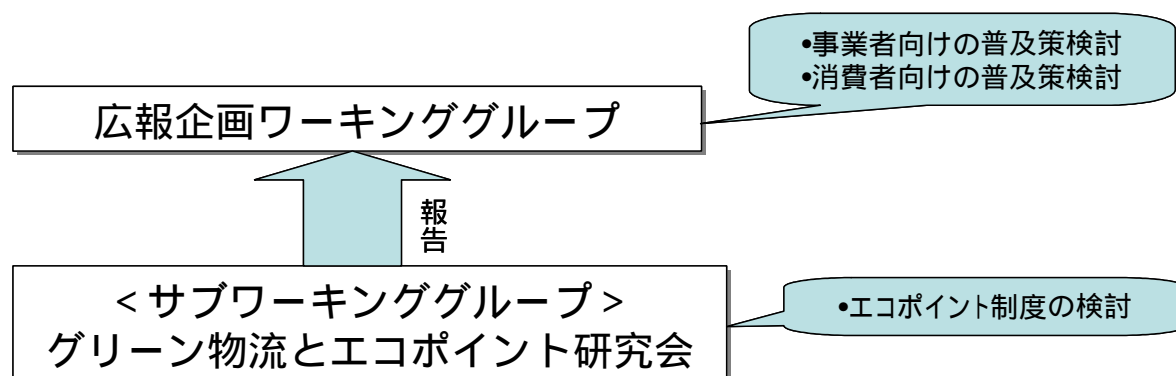 •事業者向けの普及策検討
•消費者向けの普及策検討
広報企画ワーキンググループ
報告
<サブワーキンググループ>
グリーン物流とエコポイント研究会
•エコポイント制度の検討